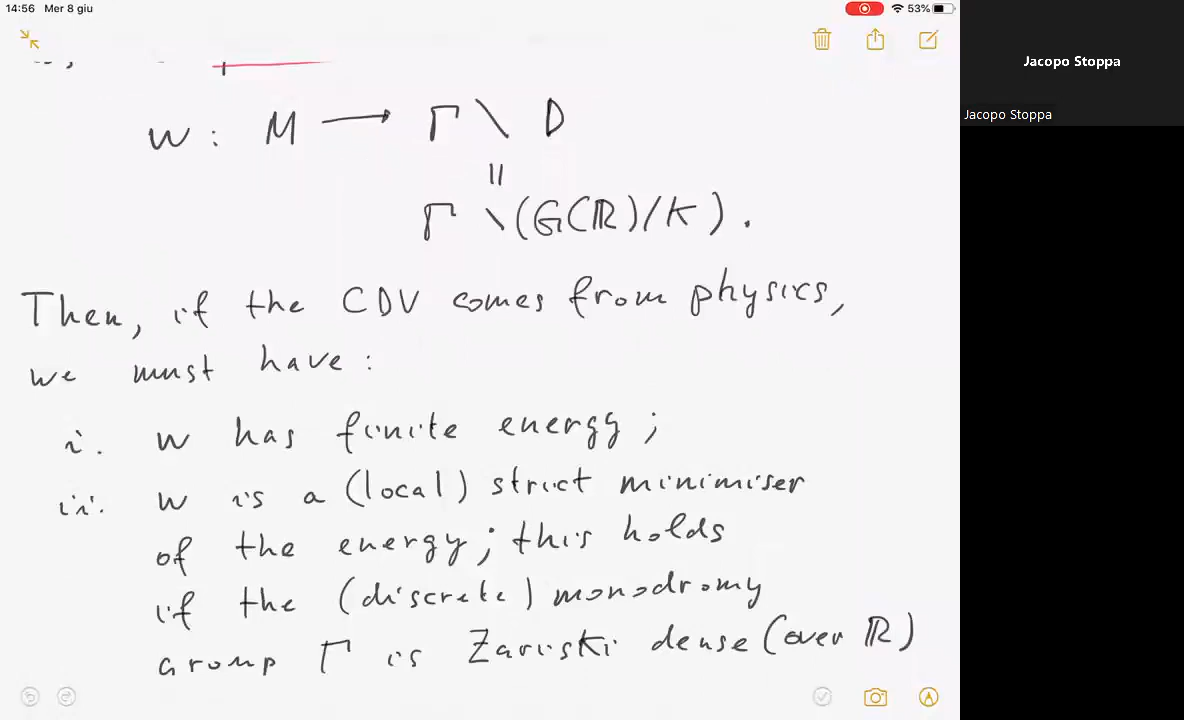 14:56 Mer 8 giu
53%
Jacopo Stoppa
Jacopo Stoppa
w : M ⟶ Γ \ D
=
Γ \ (G(ℝ)/K).
Then, if the CDV comes from physics,
we must have :
i. w has finite energy ;
ii. w is a (local) strict minimiser
of the energy; this holds
if the (discrete) monodromy
group Γ is Zariski dense (over ℝ)